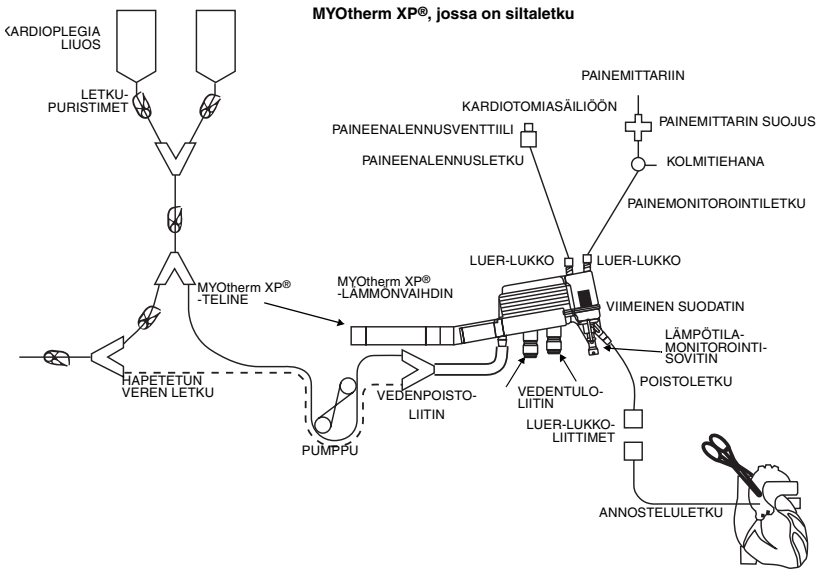 MYOtherm XP®, jossa on siltaletku
KARDIOPLEGIA
LIUOS
LETKU-
PURISTIMET
PAINEMITTARIIN
KARDIOTOMIASÄILIÖÖN
PAINEENALENNUSVENTTIILI
PAINEMITTARIN SUOJUS
PAINEENALENNUSLETKU
KOLMITIEHANA
PAINEMONITOROINTILETKU
LUER-LUKKO
LUER-LUKKO
MYOtherm XP®
-TELINE
MYOtherm XP®
-LÄMMÖNVAIHDIN
VIIMEINEN SUODATIN
LÄMPÖTILA-
MONITOROINTI-
SOVITIN
HAPETETUN
VEREN LETKU
VEDENPOISTO-
LIITIN
VEDENTULO-
LIITIN
POISTOLETKU
LUER-LUKKO-
LIITTIMET
PUMPPU
ANNOSTELULETKU